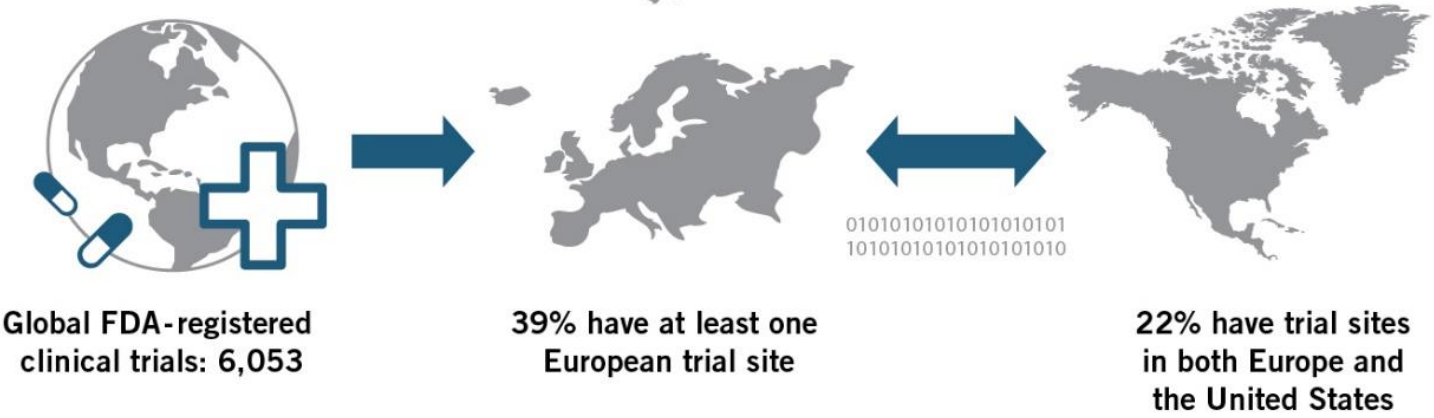 Global FDA-registered
clinical trials: 6,053
39% have at least one
European trial site
01010101010101010101
10101010101010101010
22% have trial sites
in both Europe and
the United States